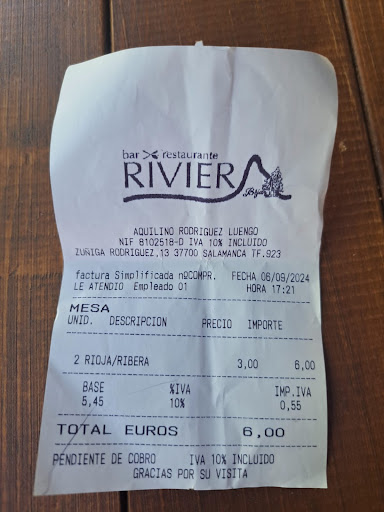 bar restaurante
RIVIERA
AQUILINO RODRIGUEZ LUENGO
NIF 8102518-D IVA 10% INCLUIDO
ZUÑIGA RODRIGUEZ,13 37700 SALAMANCA TF.923
factura Simplificada nºCOMPR. FECHA 06/09/2024
LE ATENDIO Empleado 01 HORA 17:21
MESA
UNID. DESCRIPCION PRECIO IMPORTE
2 RIOJA/RIBERA 3,00 6,00
BASE %IVA IMP.IVA
5,45 10% 0,55
TOTAL EUROS 6,00
PENDIENTE DE COBRO IVA 10% INCLUIDO
GRACIAS POR SU VISITA